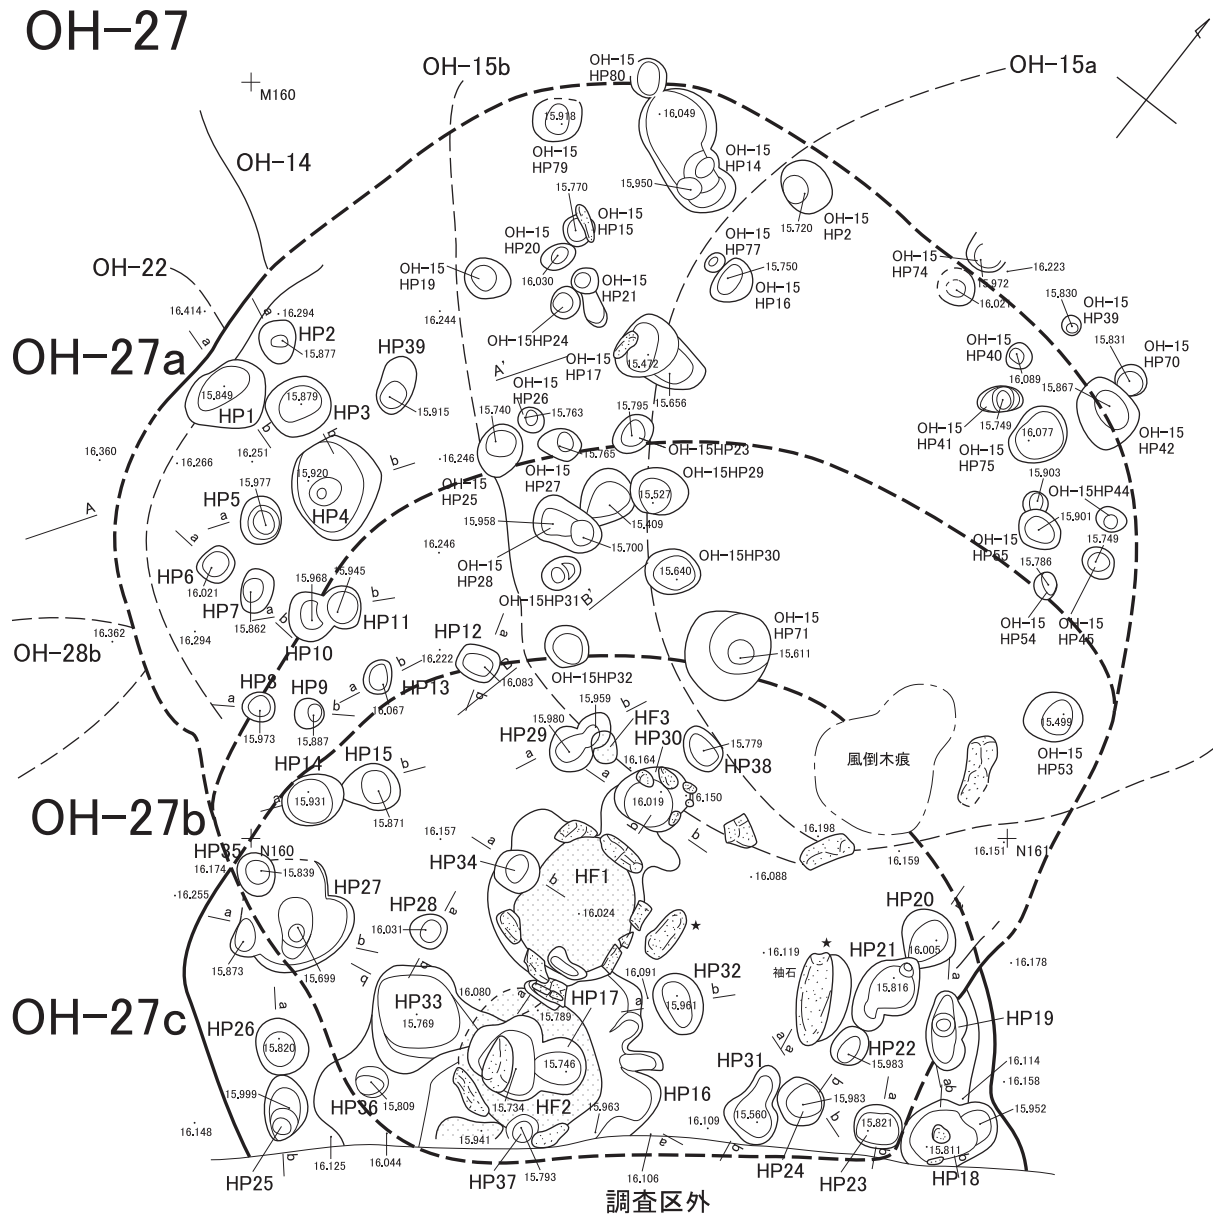 OH-27
OH-15b
OH-15
HP80
OH-15a
M160
15.918
16.049
OH-14
OH-15
HP79
OH-15
HP14
15.950
15.770
OH-15
HP15
OH-15
HP20
15.720
OH-15
HP2
OH-15
HP77
OH-22
OH-15
HP19
16.030
15.750
OH-15
HP16
OH-15
HP74
15.972
16.223
16.021
16.414
16.294
OH-15
HP21
15.830
OH-15
HP39
16.244
HP2
15.877
OH-15HP24
OH-27a
HP39
A'
OH-15
HP17
15.472
15.656
OH-15
HP40
16.089
15.831
OH-15
HP70
15.867
15.849
HP1
15.879
HP3
15.915
OH-15
HP26
15.763
15.740
15.795
15.749
OH-15
HP41
16.077
OH-15
HP75
OH-15
HP42
16.360
16.266
16.251
15.920
HP4
16.246
OH-15
HP25
15.765
OH-15
HP27
OH-15HP23
OH-15HP29
15.527
15.903
OH-15HP44
A
15.977
HP5
15.958
15.409
15.700
15.901
OH-15
HP55
15.749
16.246
OH-15
HP28
OH-15HP30
15.640
15.786
HP6
16.021
HP7
15.862
15.968
15.945
HP11
HP10
OH-15HP31
B'
OH-15
HP54
OH-15
HP45
16.362
16.294
OH-28b
HP12
16.222
16.083
B
OH-15
HP71
15.611
HP8
15.973
HP9
15.887
HP13
16.067
OH-15HP32
15.959
15.980
HP29
HF3
HP30
16.164
15.779
HP38
風倒木痕
15.499
OH-15
HP53
HP14
15.931
HP15
15.871
16.019
16.150
OH-27b
16.157
16.198
16.159
16.151
N161
HP35
N160
16.174
15.839
HP34
HF1
16.088
16.255
HP27
HP28
16.031
16.024
HP20
16.005
15.873
15.699
★
★
16.119
袖石
HP21
15.816
16.178
OH-27c
HP33
15.769
16.080
16.091
HP32
15.961
HP17
15.789
HP19
HP26
15.820
HP22
15.983
16.114
16.158
15.999
HP36
15.809
15.746
15.734
HF2
15.963
HP16
HP31
15.560
16.109
15.983
15.821
15.952
16.148
15.941
15.811
HP25
16.125
16.044
HP37
15.793
16.106
HP24
HP23
HP18
調査区外